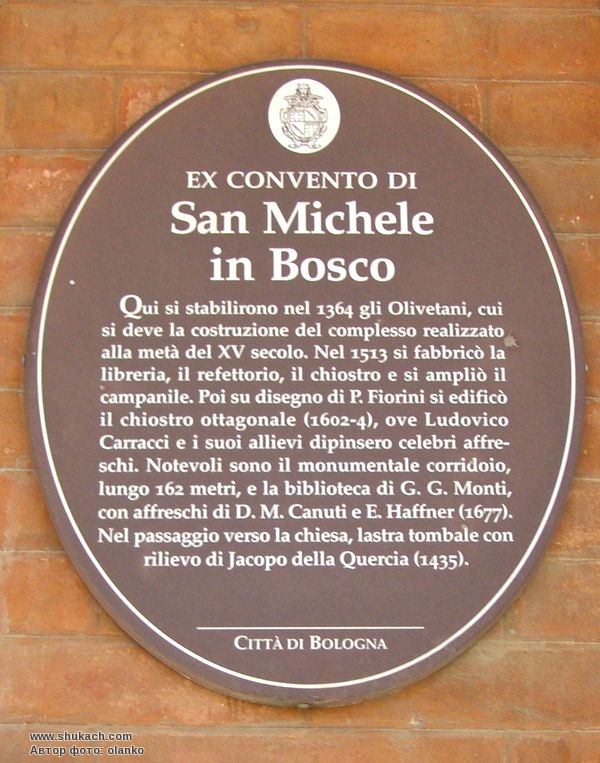 EX CONVENTO DI
San Michele
in Bosco
Qui si stabilirono nel 1364 gli Olivetani, cui
si deve la costruzione del complesso realizzato
alla metà del XV secolo. Nel 1513 si fabbricò la
libreria, il refettorio, il chiostro e si ampliò il
campanile. Poi su disegno di P. Fiorini si edificò
il chiostro ottagonale (1602-4), ove Ludovico
Carracci e i suoi allievi dipinsero celebri affre-
schi. Notevoli sono il monumentale corridoio,
lungo 162 metri, e la biblioteca di G. G. Monti,
con affreschi di D. M. Canuti e E. Haffner (1677).
Nel passaggio verso la chiesa, lastra tombale con
rilievo di Jacopo della Quercia (1435).
CITTÀ DI BOLOGNA
www.shukach.com
Автор фото: olanko